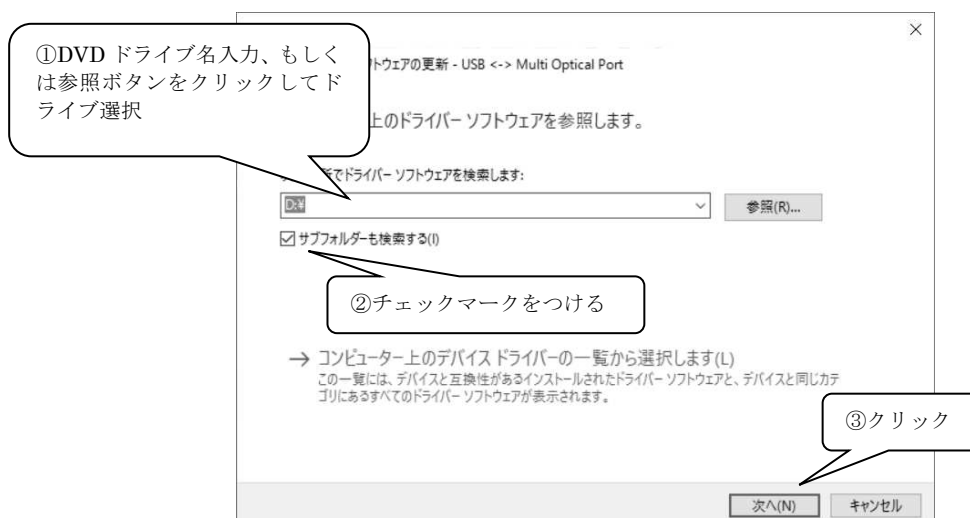 ①DVD ドライブ名入力、もしく
は参照ボタンをクリックしてド
ライブ選択
トウェアの更新 - USB <-> Multi Optical Port
上のドライバー ソフトウェアを参照します。
所でドライバー ソフトウェアを検索します:
D:¥
参照(R)...
サブフォルダーも検索する(I)
②チェックマークをつける
→ コンピューター上のデバイス ドライバーの一覧から選択します(L)
この一覧には、デバイスと互換性があるインストールされたドライバー ソフトウェアと、デバイスと同じカテ
ゴリにあるすべてのドライバー ソフトウェアが表示されます。
③クリック
次へ(N)
キャンセル